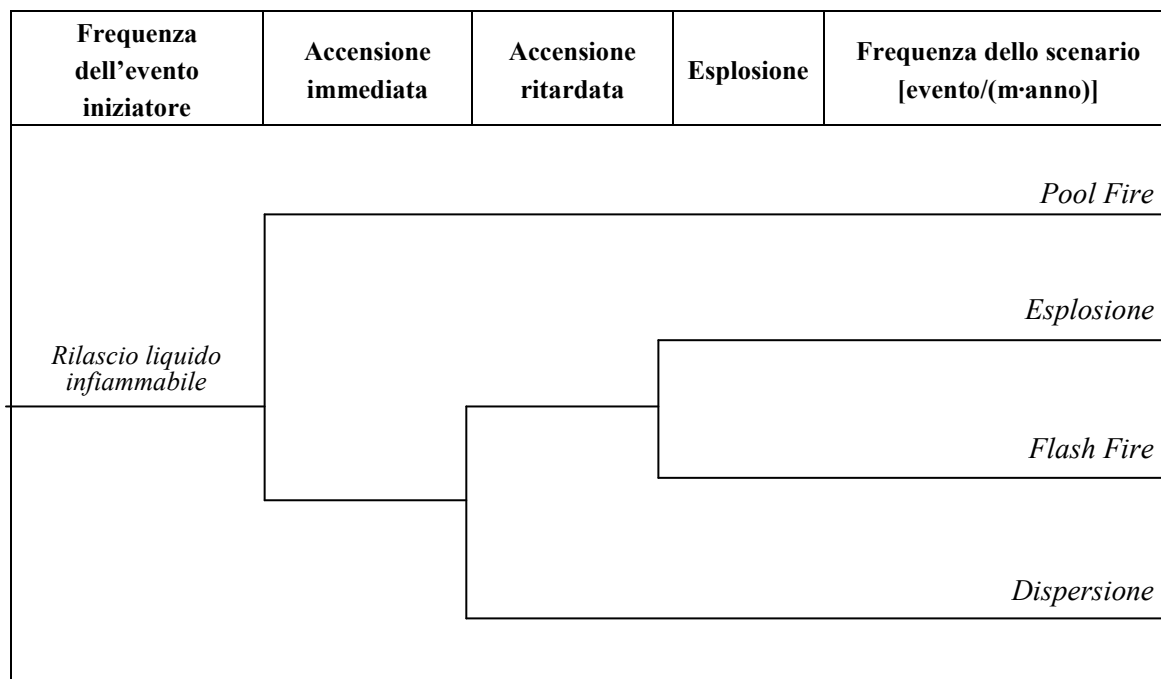 Frequenza
dell’evento
iniziatore
Accensione
immediata
Accensione
ritardata
Esplosione
Frequenza dello scenario
[evento/(m·anno)]
Pool Fire
Esplosione
Rilascio liquido
infiammabile
Flash Fire
Dispersione